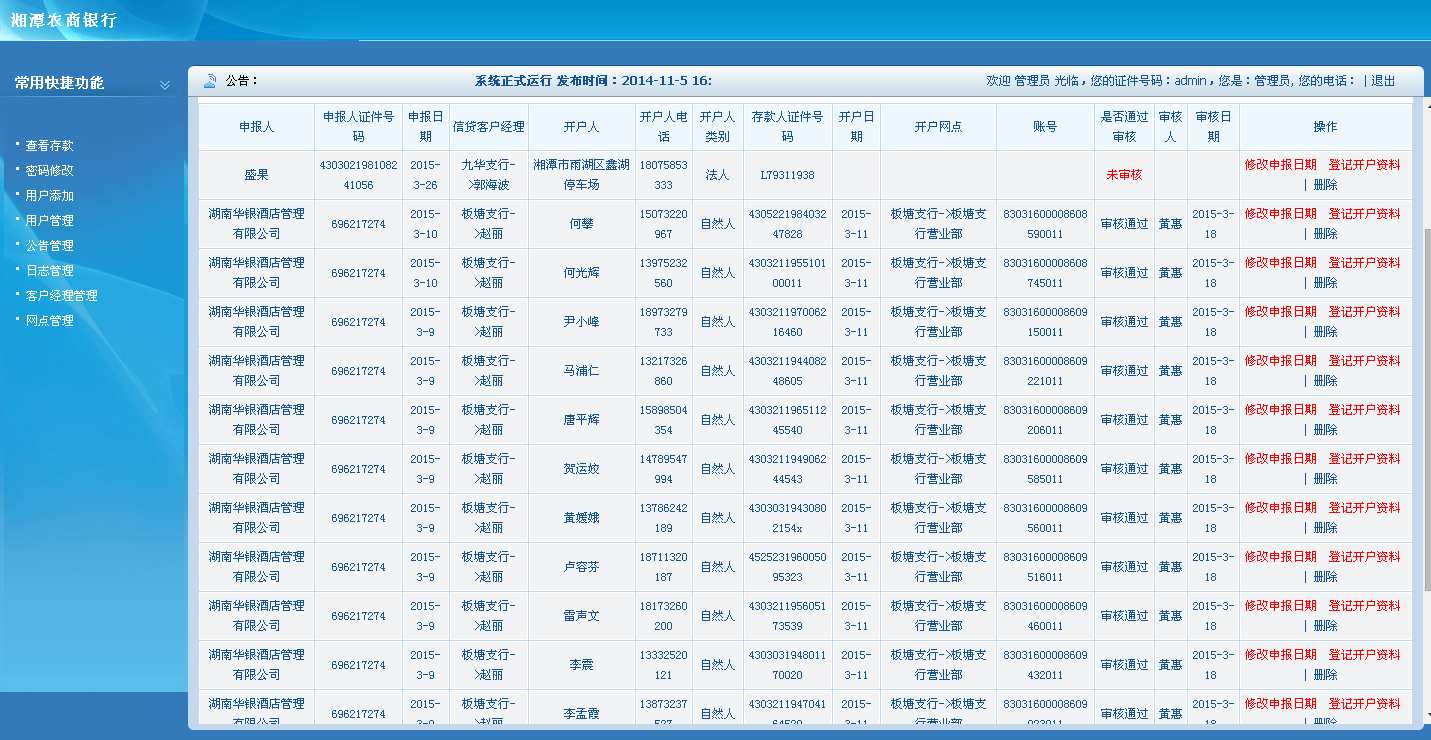 湘潭农商银行
常用快捷功能
查看存款
密码修改
用户添加
用户管理
公告管理
日志管理
客户经理管理
网点管理
公告： 系统正式运行 发布时间：2014-11-5 16: 欢迎 管理员 光临，您的证件号码：admin，您是：管理员, 您的电话： | 退出
申报人 申报人证件号码 申报日期 信贷客户经理 开户人 开户人电话 开户人类别 存款人证件号码 开户日期 开户网点 账号 是否通过审核 审核人 审核日期 操作
盛果 430302198108241056 2015-3-26 九华支行->郭海波 湘潭市雨湖区鑫湖停车场 18075853333 法人 L79311938 未审核 修改申报日期 登记开户资料 | 删除
湖南华银酒店管理有限公司 696217274 2015-3-10 板塘支行->赵丽 何攀 15073220967 自然人 430522198403247828 2015-3-11 板塘支行->板塘支行营业部 83031600008608590011 审核通过 黄惠 2015-3-18 修改申报日期 登记开户资料 | 删除
湖南华银酒店管理有限公司 696217274 2015-3-10 板塘支行->赵丽 何光辉 13975232560 自然人 430321195510100011 2015-3-11 板塘支行->板塘支行营业部 83031600008608745011 审核通过 黄惠 2015-3-18 修改申报日期 登记开户资料 | 删除
湖南华银酒店管理有限公司 696217274 2015-3-9 板塘支行->赵丽 尹小峰 18973279733 自然人 430321197006216460 2015-3-11 板塘支行->板塘支行营业部 83031600008609150011 审核通过 黄惠 2015-3-18 修改申报日期 登记开户资料 | 删除
湖南华银酒店管理有限公司 696217274 2015-3-9 板塘支行->赵丽 马浦仁 13217326860 自然人 430321194408248605 2015-3-11 板塘支行->板塘支行营业部 83031600008609221011 审核通过 黄惠 2015-3-18 修改申报日期 登记开户资料 | 删除
湖南华银酒店管理有限公司 696217274 2015-3-9 板塘支行->赵丽 唐平辉 15898504354 自然人 430321196511245540 2015-3-11 板塘支行->板塘支行营业部 83031600008609206011 审核通过 黄惠 2015-3-18 修改申报日期 登记开户资料 | 删除
湖南华银酒店管理有限公司 696217274 2015-3-9 板塘支行->赵丽 贺运姣 14789547994 自然人 430321194906244543 2015-3-11 板塘支行->板塘支行营业部 83031600008609585011 审核通过 黄惠 2015-3-18 修改申报日期 登记开户资料 | 删除
湖南华银酒店管理有限公司 696217274 2015-3-9 板塘支行->赵丽 黄媛娥 13786242189 自然人 43030319430802154x 2015-3-11 板塘支行->板塘支行营业部 83031600008609560011 审核通过 黄惠 2015-3-18 修改申报日期 登记开户资料 | 删除
湖南华银酒店管理有限公司 696217274 2015-3-9 板塘支行->赵丽 卢容芬 18711320187 自然人 452523196005095323 2015-3-11 板塘支行->板塘支行营业部 83031600008609516011 审核通过 黄惠 2015-3-18 修改申报日期 登记开户资料 | 删除
湖南华银酒店管理有限公司 696217274 2015-3-9 板塘支行->赵丽 雷声文 18173260200 自然人 430321195605173539 2015-3-11 板塘支行->板塘支行营业部 83031600008609460011 审核通过 黄惠 2015-3-18 修改申报日期 登记开户资料 | 删除
湖南华银酒店管理有限公司 696217274 2015-3-9 板塘支行->赵丽 李震 13332520121 自然人 430303194801170020 2015-3-11 板塘支行->板塘支行营业部 83031600008609432011 审核通过 黄惠 2015-3-18 修改申报日期 登记开户资料 | 删除
湖南华银酒店管理有限公司 696217274 2015-3-9 板塘支行->赵丽 李孟霞 13873237 自然人 4303211947041 2015-3-11 板塘支行->板塘支行营业部 83031600008609 审核通过 黄惠 2015-3-18 修改申报日期 登记开户资料 | 删除